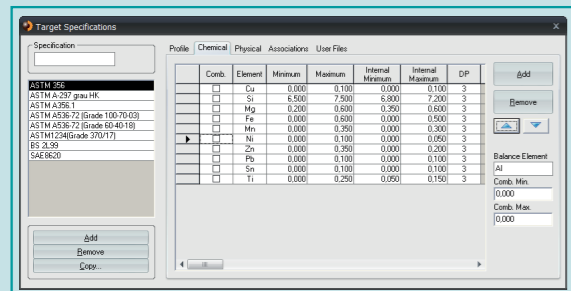 Target Specifications x
Specification
ASTM 356
ASTM A-297 grau HK
ASTM A356.1
ASTM A536-72 (Grade 100-70-03)
ASTM A536-72 (Grade 60-40-18)
ASTM1234(Grade 370/17)
BS 2L99
SAE8620
Add
Remove
Copy...
Profile Chemical Physical Associations User Files
Comb. Element Minimum Maximum Internal Minimum Internal Maximum DP
Cu 0,000 0,100 0,000 0,100 3
Si 6,500 7,500 6,800 7,200 3
Mg 0,200 0,600 0,350 0,600 3
Fe 0,000 0,600 0,000 0,500 3
Mn 0,000 0,350 0,000 0,300 3
Ni 0,000 0,100 0,000 0,050 3
Zn 0,000 0,350 0,000 0,200 3
Pb 0,000 0,100 0,000 0,100 3
Sn 0,000 0,100 0,000 0,100 3
Ti 0,000 0,250 0,050 0,150 3
Add
Remove
Balance Element
Al
Comb. Min.
0,000
Comb. Max.
0,000